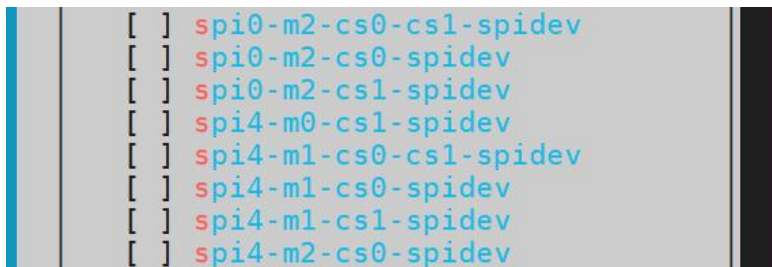 [ ] spi0-m2-cs0-cs1-spidev
[ ] spi0-m2-cs0-spidev
[ ] spi0-m2-cs1-spidev
[ ] spi4-m0-cs1-spidev
[ ] spi4-m1-cs0-cs1-spidev
[ ] spi4-m1-cs0-spidev
[ ] spi4-m1-cs1-spidev
[ ] spi4-m2-cs0-spidev